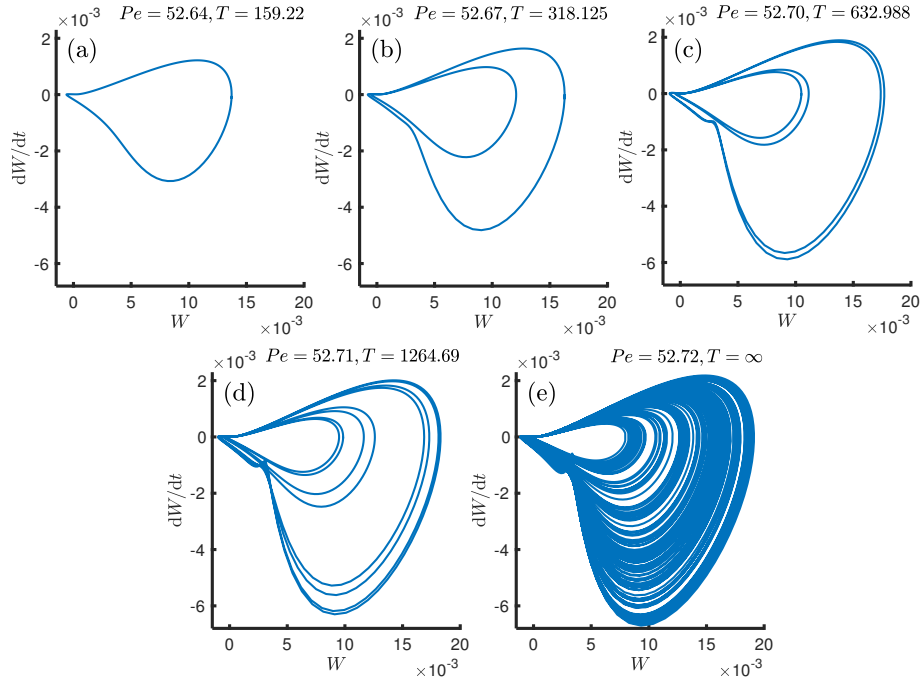 ×10⁻³ Pe = 52.64, T = 159.22
(a)
2
0
-2
-4
-6
dW/dt
0 5 10 15 20
W
×10⁻³
×10⁻³ Pe = 52.67, T = 318.125
(b)
2
0
-2
-4
-6
dW/dt
0 5 10 15 20
W
×10⁻³
×10⁻³ Pe = 52.70, T = 632.988
(c)
2
0
-2
-4
-6
dW/dt
0 5 10 15 20
W
×10⁻³
×10⁻³ Pe = 52.71, T = 1264.69
(d)
2
0
-2
-4
-6
dW/dt
0 5 10 15 20
W
×10⁻³
×10⁻³ Pe = 52.72, T = ∞
(e)
2
0
-2
-4
-6
dW/dt
0 5 10 15 20
W
×10⁻³